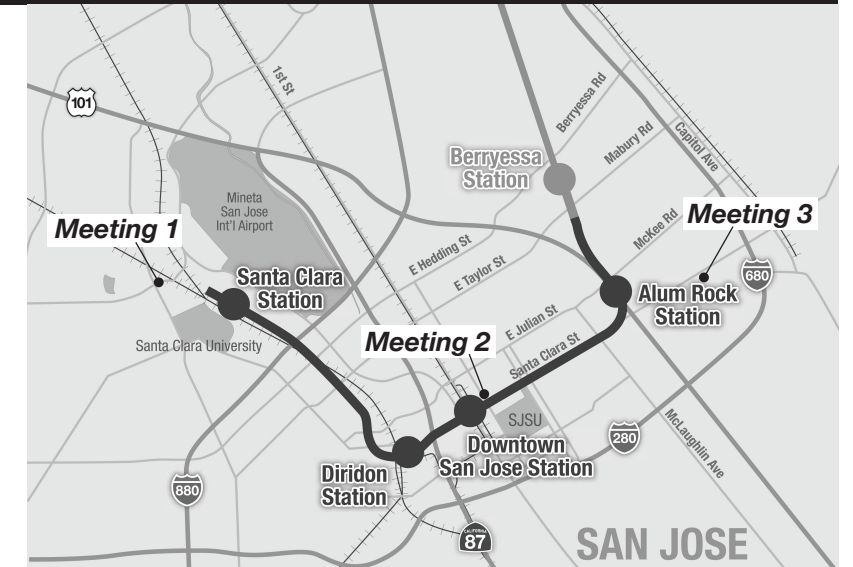 101
1st St
Berryessa Rd
Mabury Rd
Capitol Ave
Berryessa
Station
McKee Rd
Meeting 3
Mineta
San Jose
Int'l Airport
Meeting 1
E Hedding St
E Taylor St
680
Santa Clara
Station
Alum Rock
Station
E Julian St
Santa Clara University
Meeting 2
Santa Clara St
SJSU
280
McLaughlin Ave
Downtown
San Jose Station
Diridon
Station
880
CALIFORNIA
87
SAN JOSE